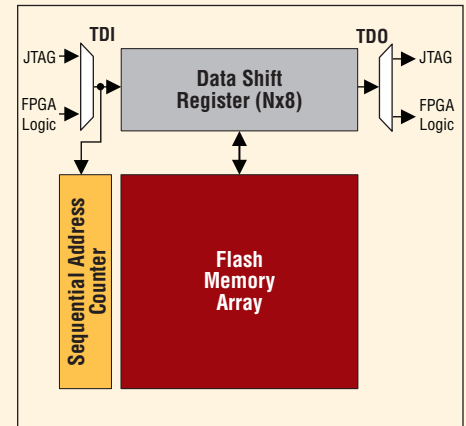 TDI
TDO
JTAG
FPGA
Logic
Data Shift
Register (Nx8)
JTAG
FPGA
Logic
Sequential Address
Counter
Flash
Memory
Array